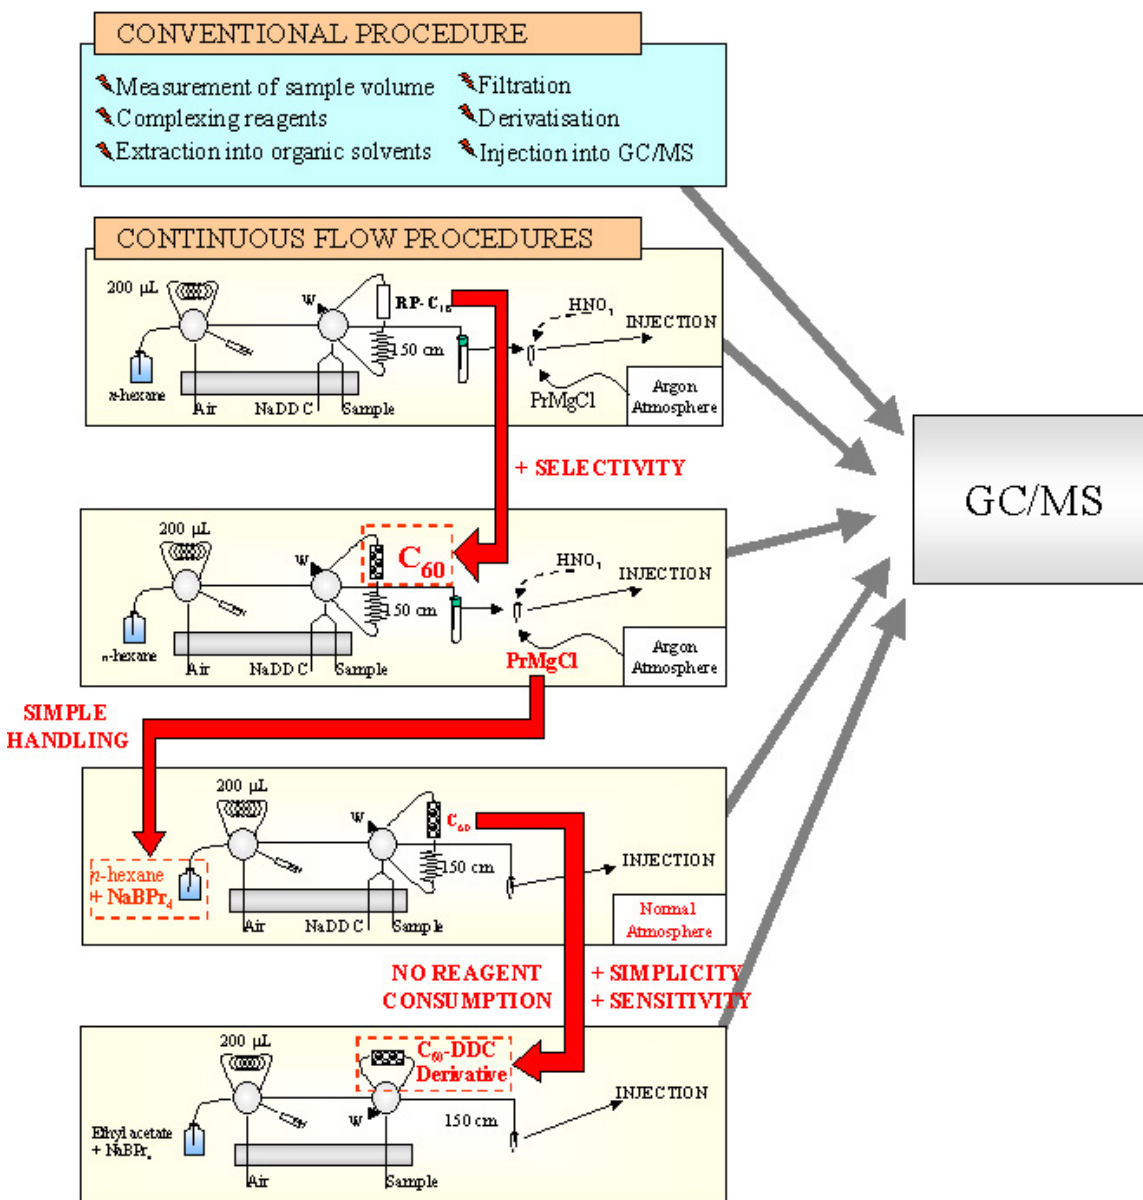 CONVENTIONAL PROCEDURE
Measurement of sample volume
Complexing reagents
Extraction into organic solvents
Filtration
Derivatisation
Injection into GC/MS
CONTINUOUS FLOW PROCEDURES
200 µL
W
RP-C18
HNO3
INJECTION
150 cm
n-hexane
Air
NaDDC
Sample
PrMgCl
Argon
Atmosphere
+ SELECTIVITY
GC/MS
200 µL
W
C60
HNO3
INJECTION
150 cm
n-hexane
Air
NaDDC
Sample
PrMgCl
Argon
Atmosphere
SIMPLE
HANDLING
200 µL
W
C60
INJECTION
150 cm
n-hexane
+ NaBPr4
Air
NaDDC
Sample
Normal
Atmosphere
NO REAGENT
CONSUMPTION
+ SIMPLICITY
+ SENSITIVITY
200 µL
C60-DDC
Derivative
W
150 cm
INJECTION
Ethyl acetate
+ NaBPr4
Air
Sample